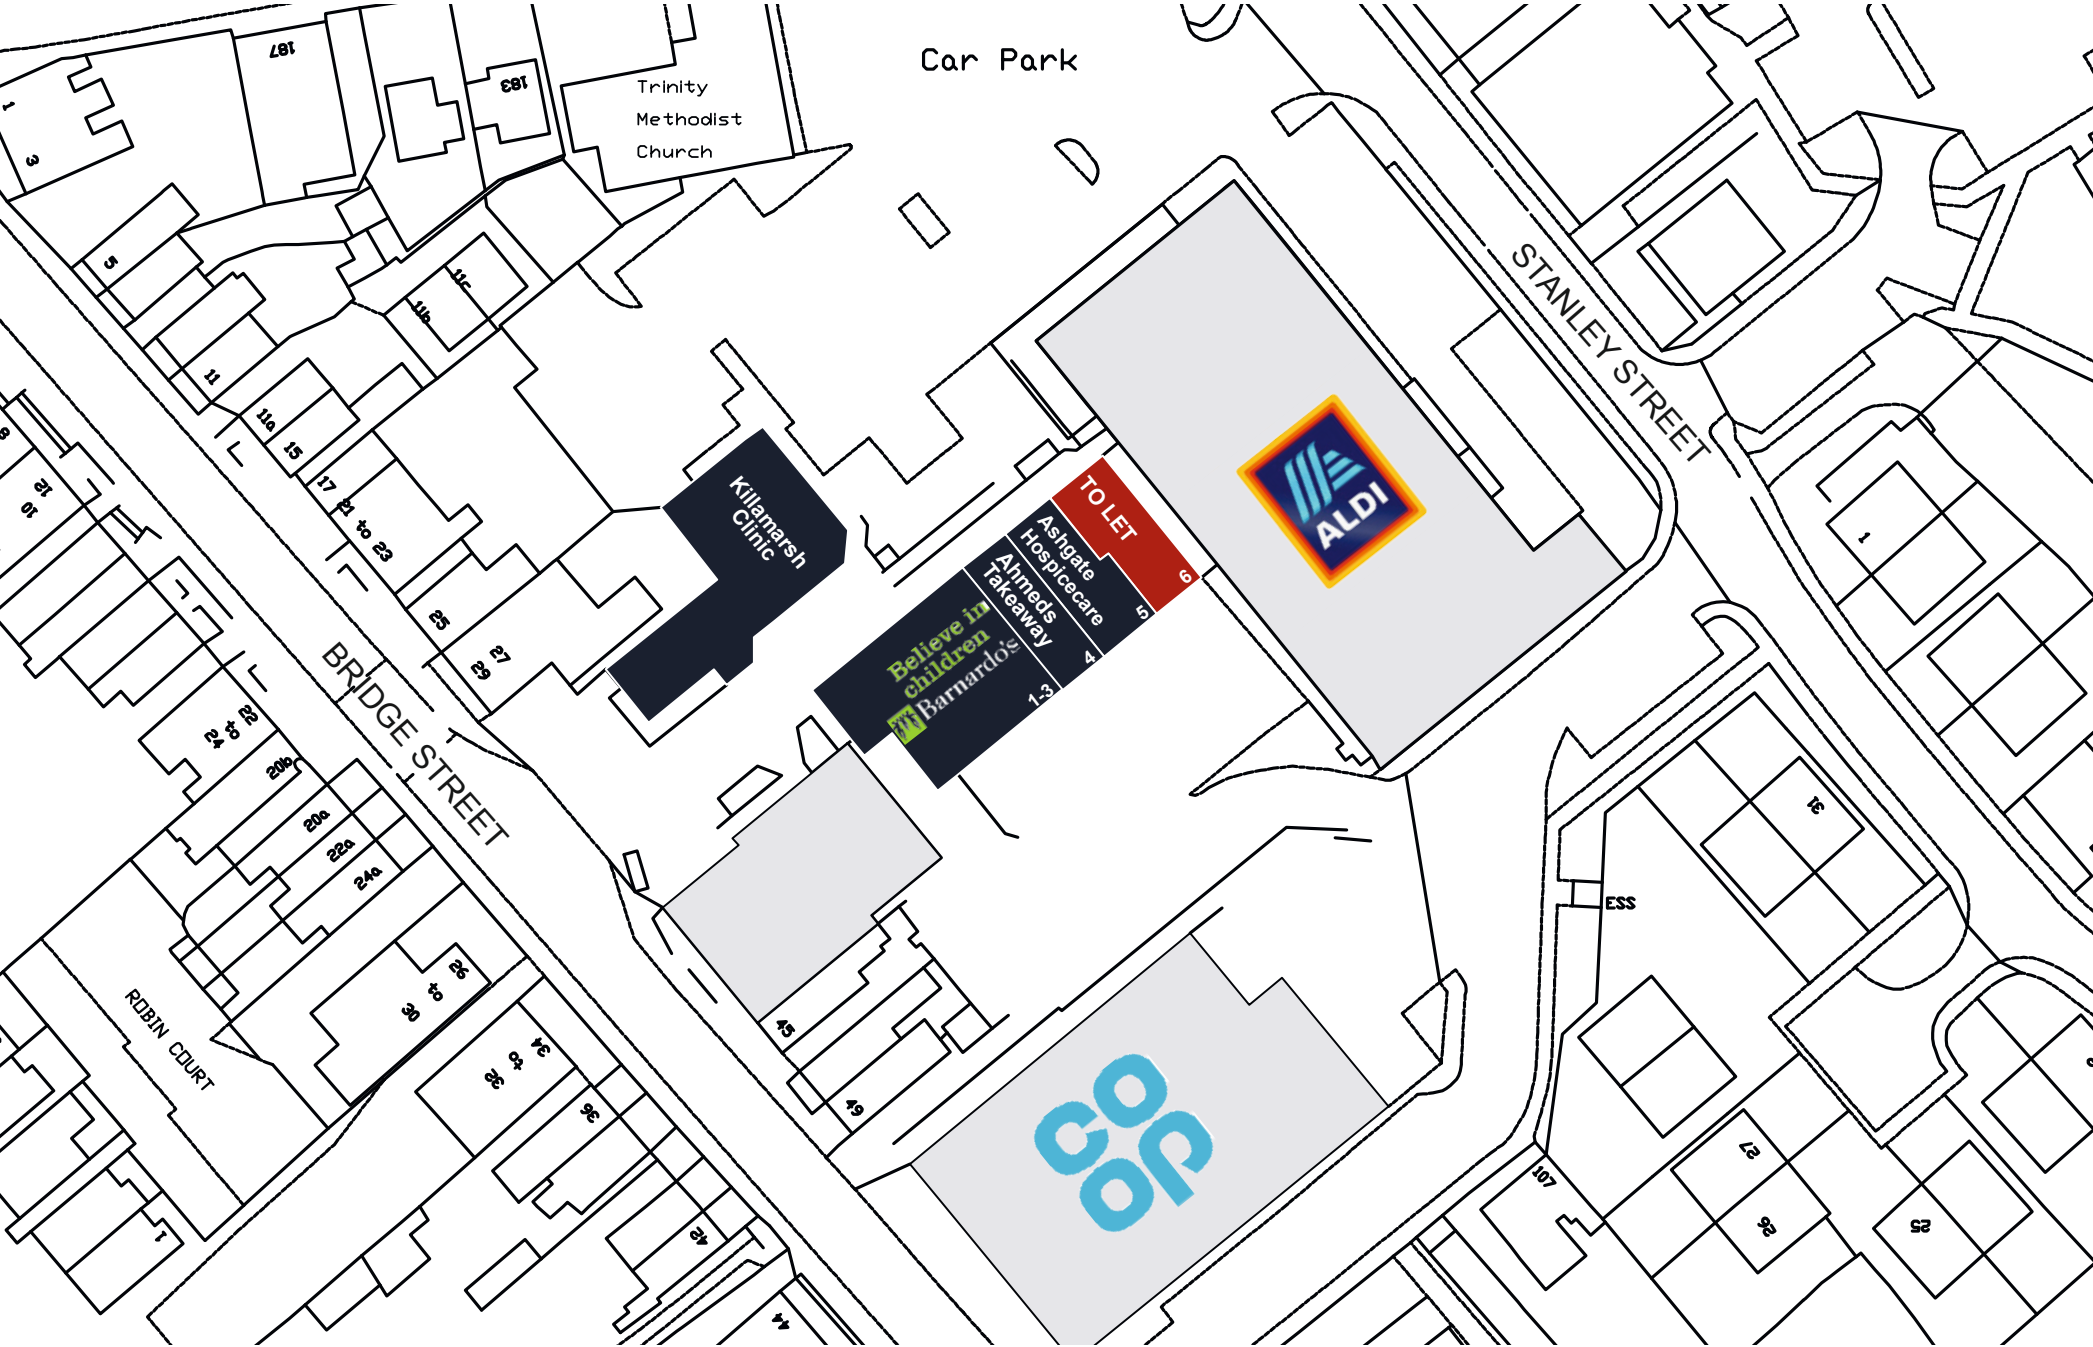 187
183
Trinity
Methodist
Church
Car Park
1
3
5
11c
11b
11
11a
15
17
21 to 23
25
27
29
8
12
10
STANLEY STREET
BRIDGE STREET
Killamarsh
Clinic
TO LET
6
Ashgate
Hospicecare
5
Ahmeds
Takeaway
4
Believe in
children
Barnardo's
1-3
ALDI
1
22
to
24
20b
20a
22a
24a
26
to
30
ROBIN COURT
34
to
32
36
42
44
1
45
49
co
op
31
ESS
107
27
26
25